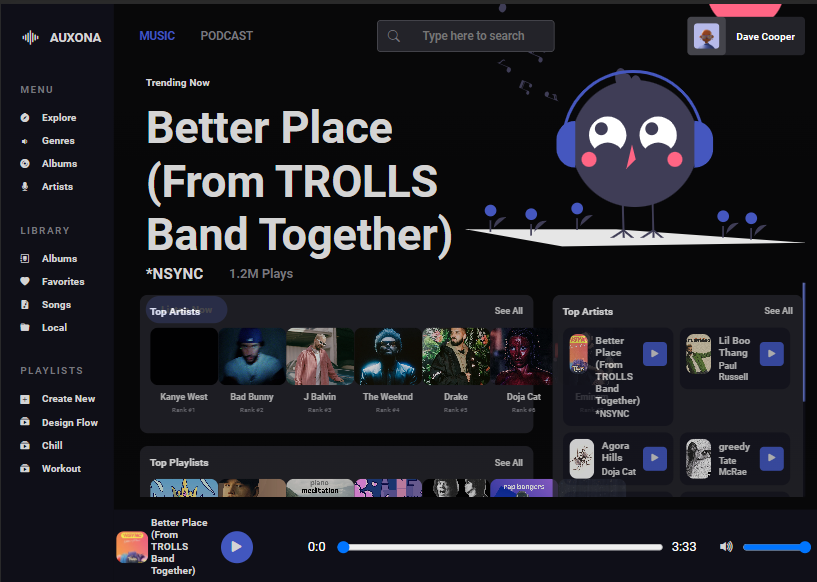 AUXONA
MUSIC
PODCAST
Type here to search
Dave Cooper
MENU
Explore
Genres
Albums
Artists
LIBRARY
Albums
Favorites
Songs
Local
PLAYLISTS
Create New
Design Flow
Chill
Workout
Trending Now
Better Place
(From TROLLS
Band Together)
*NSYNC
1.2M Plays
Top Artists
See All
Kanye West
Rank #1
Bad Bunny
Rank #2
J Balvin
Rank #3
The Weeknd
Rank #4
Drake
Rank #5
Doja Cat
Rank #6
Top Playlists
See All
piano
meditation
rap bangers
Top Artists
See All
Better
Place
(From
TROLLS
Band
Together)
*NSYNC
Lil Boo
Thang
Paul
Russell
Agora
Hills
Doja Cat
greedy
Tate
McRae
Better Place
(From
TROLLS
Band
Together)
0:0
3:33